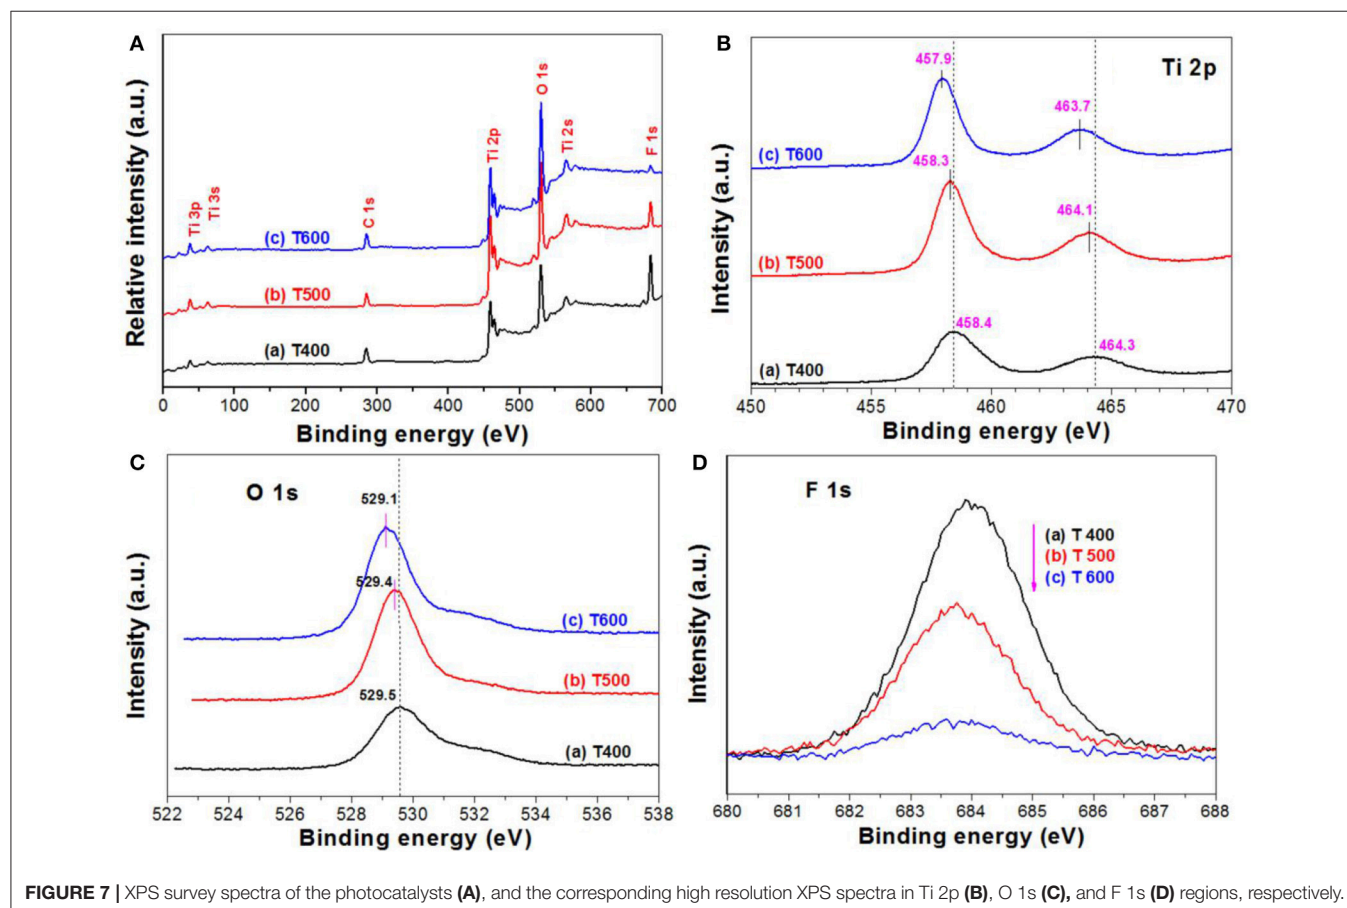 A
Relative intensity (a.u.)
Ti 3p
Ti 3s
C 1s
Ti 2p
O 1s
Ti 2s
F 1s
(c) T600
(b) T500
(a) T400
0 100 200 300 400 500 600 700
Binding energy (eV)
B
Ti 2p
Intensity (a.u.)
457.9
463.7
(c) T600
458.3
464.1
(b) T500
458.4
464.3
(a) T400
450 455 460 465 470
Binding energy (eV)
C
O 1s
Intensity (a.u.)
529.1
529.4
(c) T600
(b) T500
529.5
(a) T400
522 524 526 528 530 532 534 536 538
Binding energy (eV)
D
F 1s
Intensity (a.u.)
(a) T 400
(b) T 500
(c) T 600
680 681 682 683 684 685 686 687 688
Binding energy (eV)
FIGURE 7 | XPS survey spectra of the photocatalysts (A), and the corresponding high resolution XPS spectra in Ti 2p (B), O 1s (C), and F 1s (D) regions, respectively.